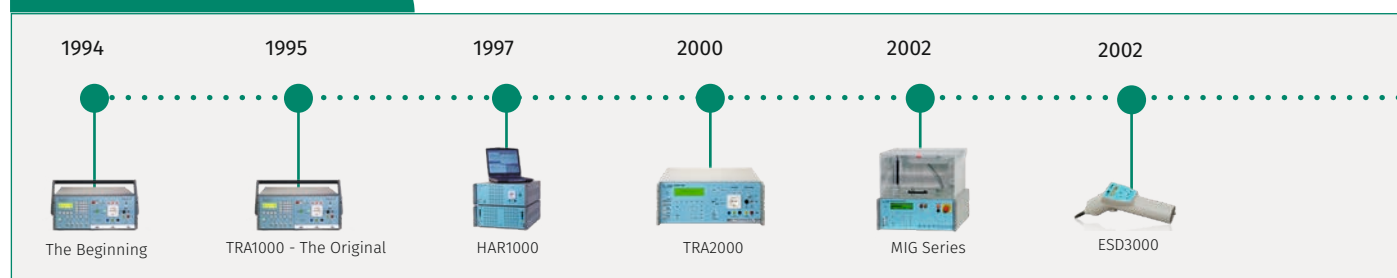 1994
1995
1997
2000
2002
2002
The Beginning
TRA1000 - The Original
HAR1000
TRA2000
MIG Series
ESD3000